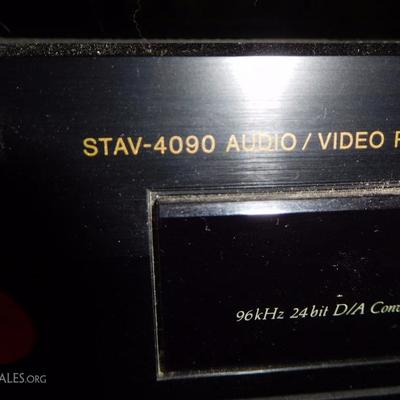 STAV-4090 AUDIO / VIDEO
96kHz 24bit D/A
ALES.ORG